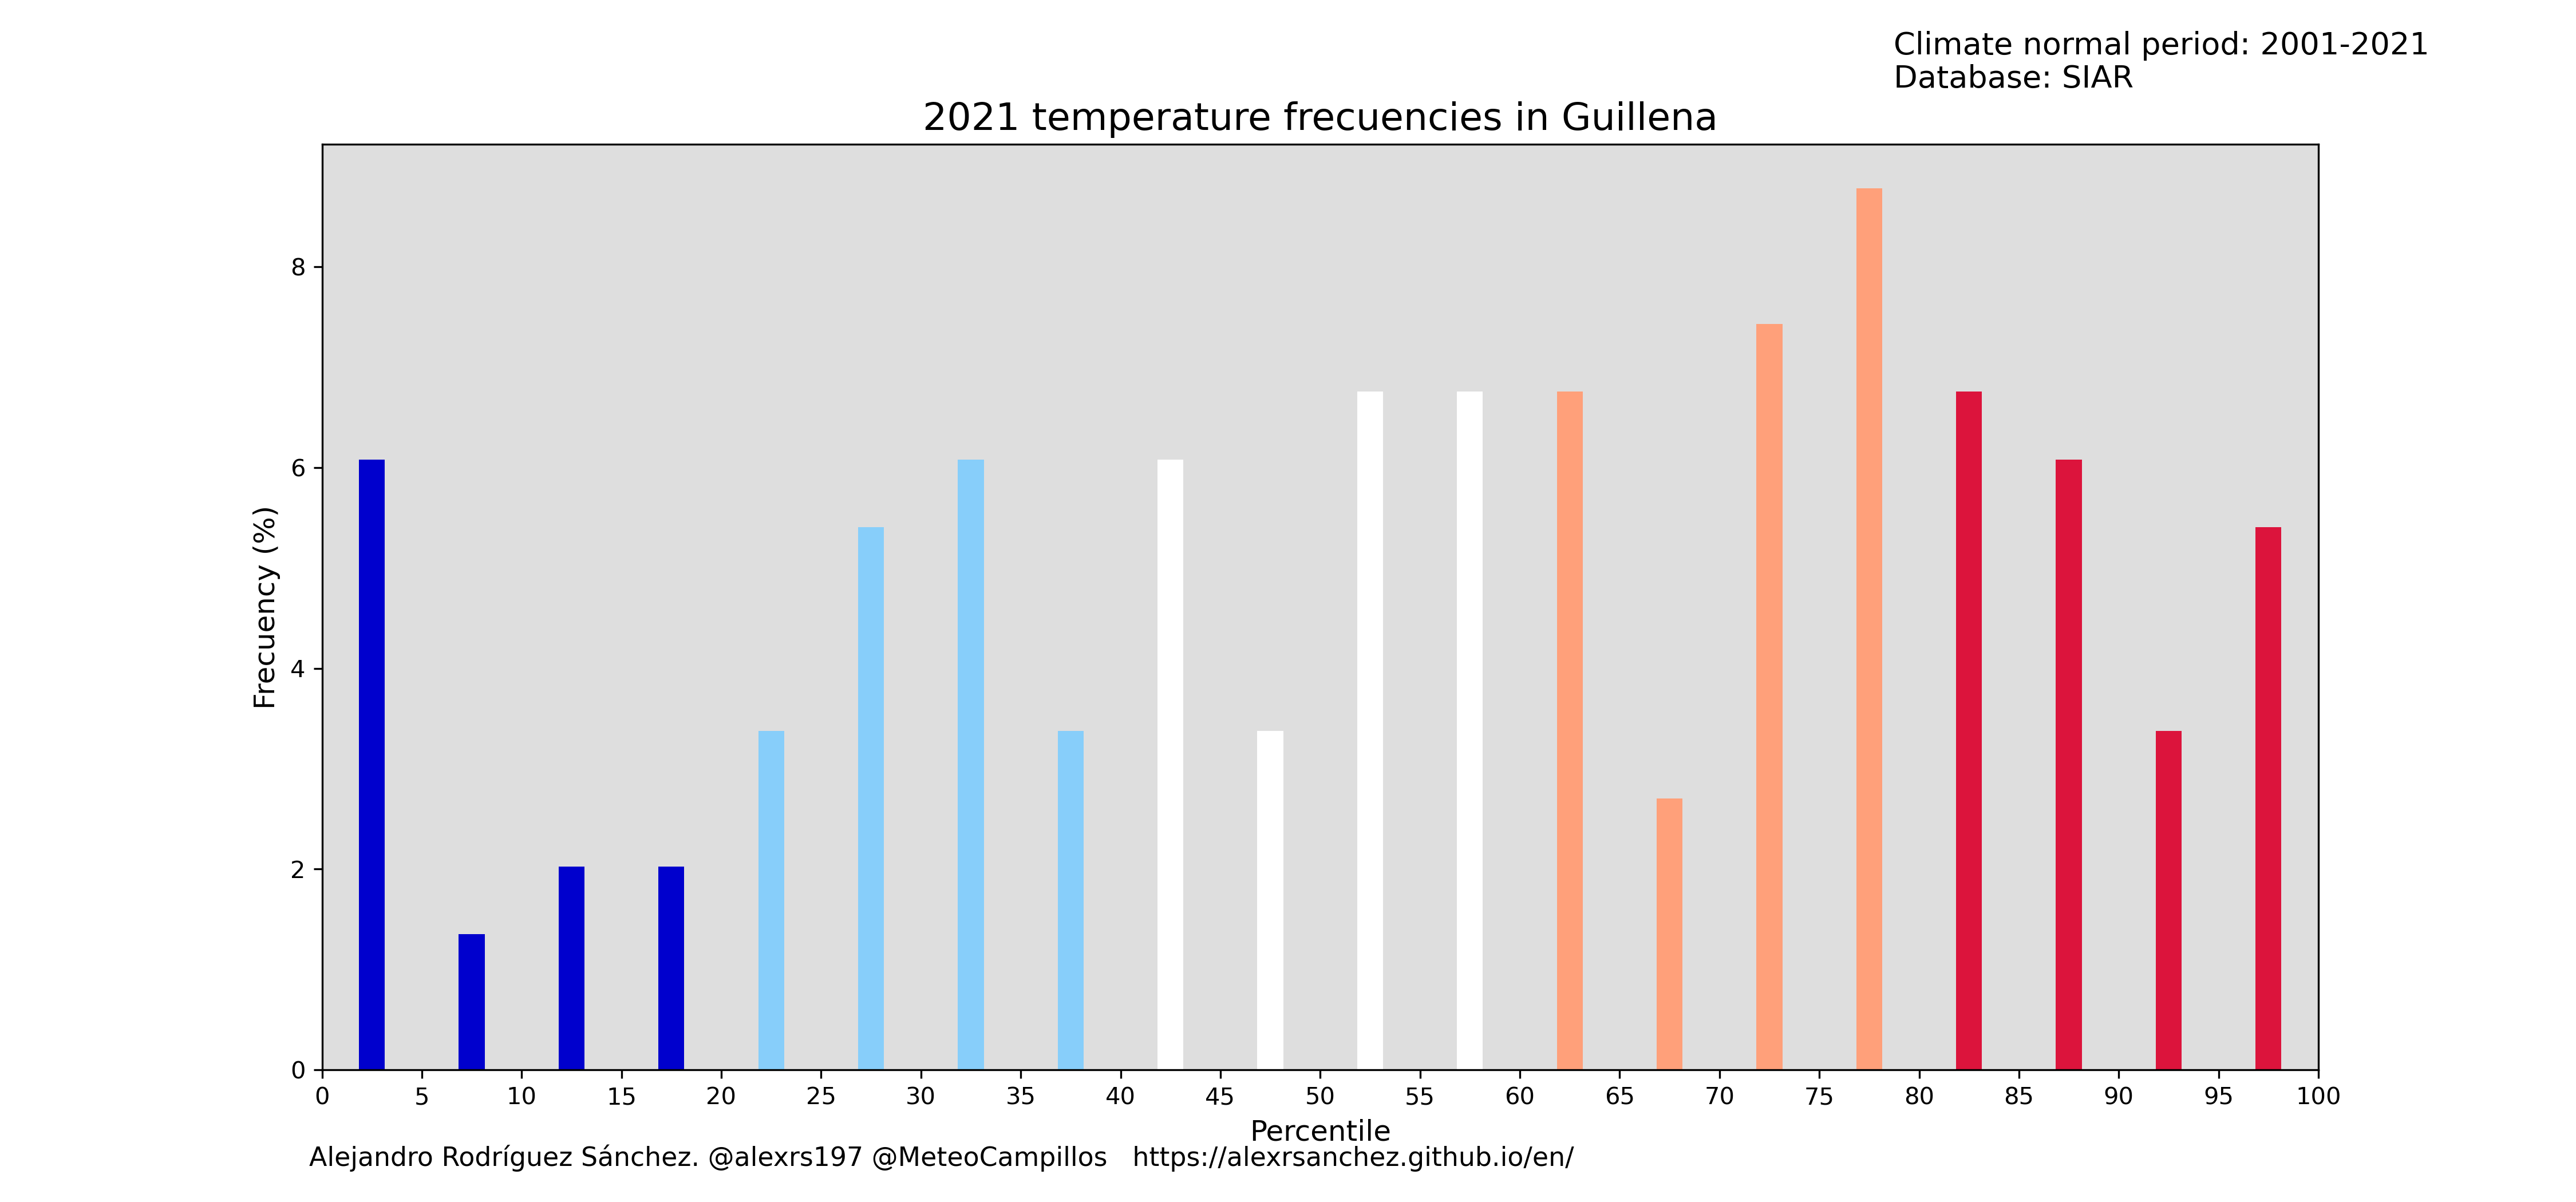 Climate normal period: 2001-2021
Database: SIAR
2021 temperature frecuencies in Guillena
8
6
4
2
0
Frecuency (%)
0 5 10 15 20 25 30 35 40 45 50 55 60 65 70 75 80 85 90 95 100
Percentile
Alejandro Rodríguez Sánchez. @alexrs197 @MeteoCampillos https://alexrsanchez.github.io/en/